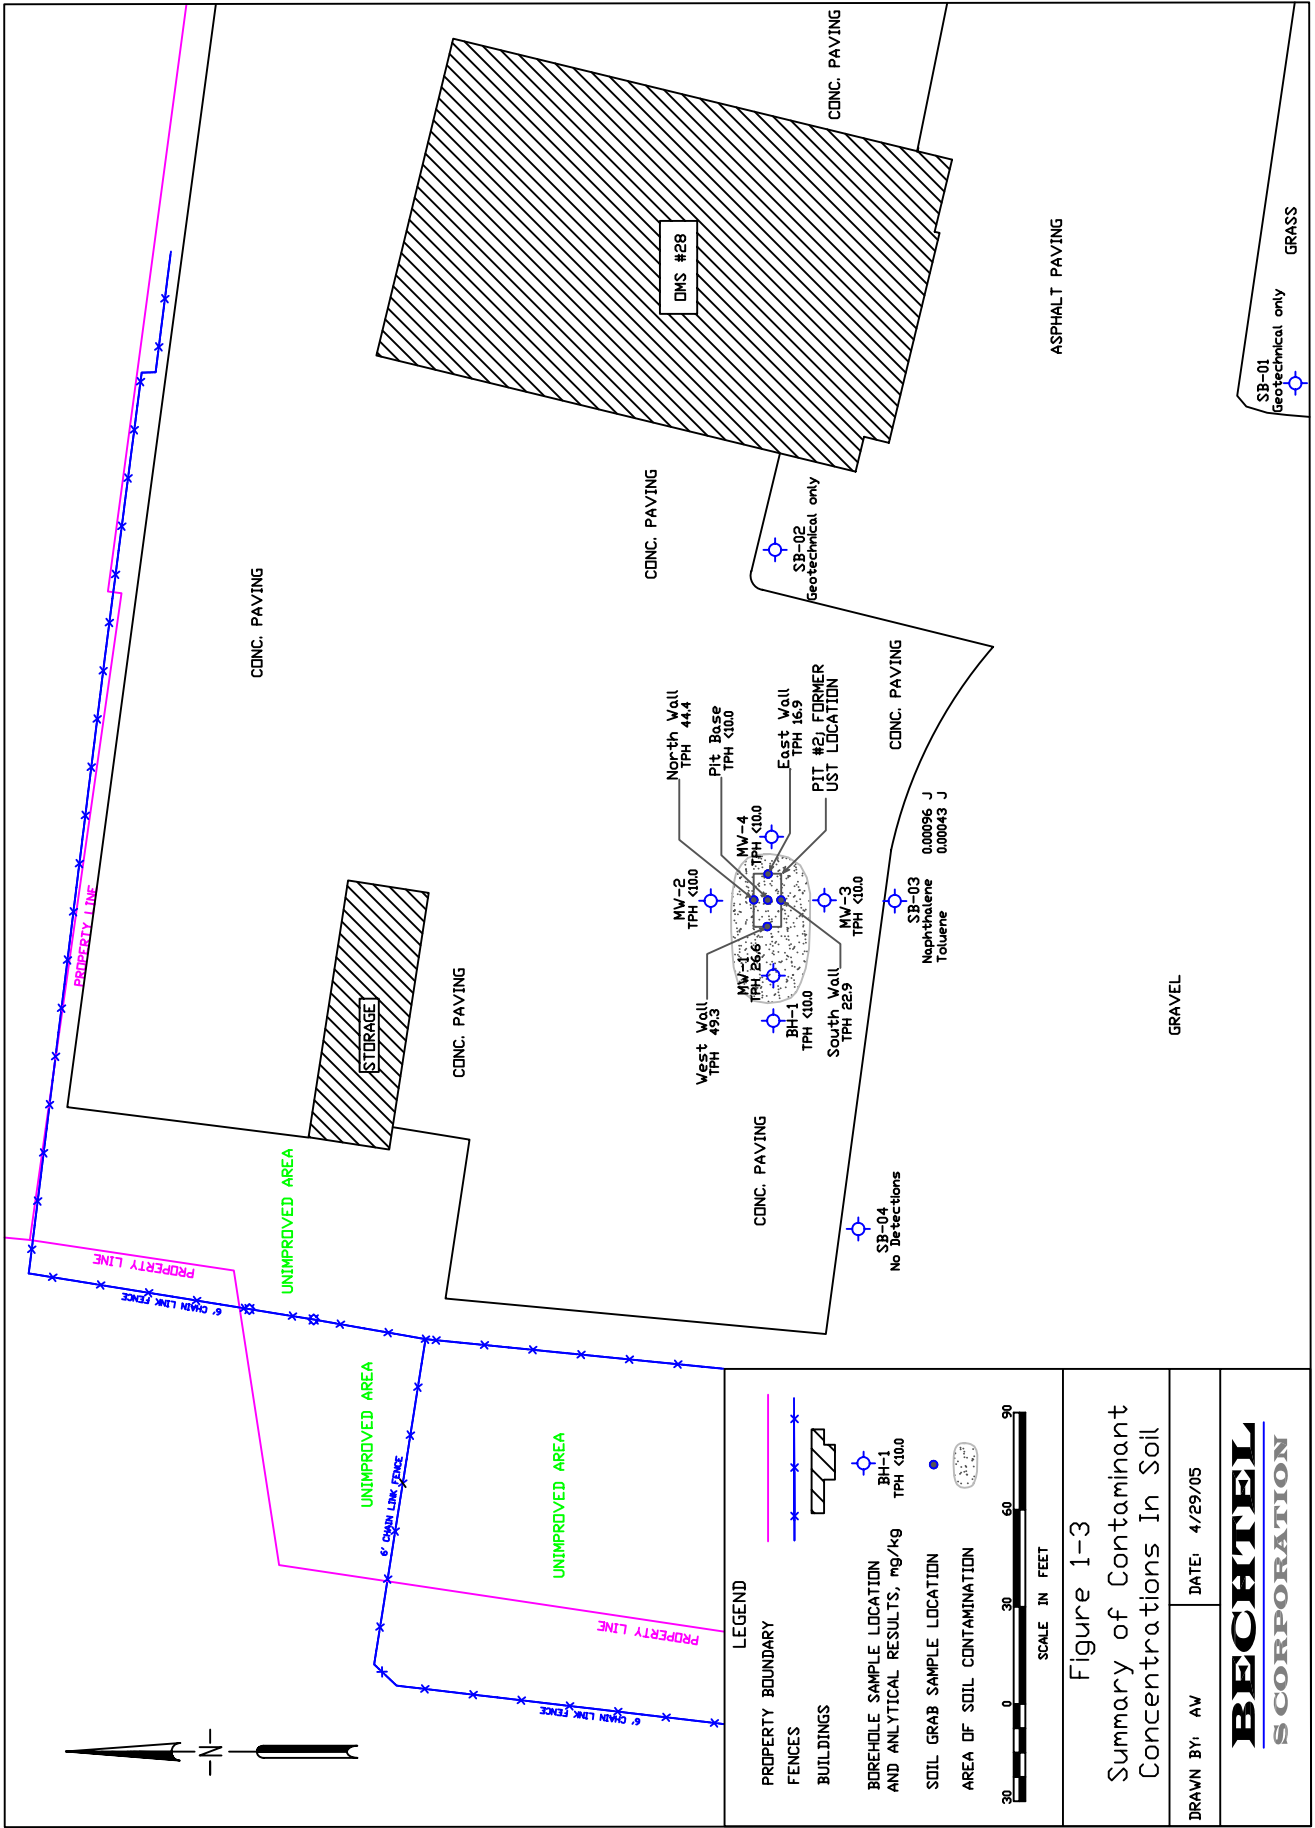 PROPERTY LINE
CONC. PAVING
CONC. PAVING
OMS #28
CONC. PAVING
ASPHALT PAVING
GRASS
SB-01
Geotechnical only
SB-02
Geotechnical only
CONC. PAVING
STORAGE
CONC. PAVING
North Wall
TPH 44.4
Pit Base
TPH <10.0
East Wall
TPH 16.9
PIT #2; FORMER
UST LOCATION
MW-2
TPH <10.0
MW-4
TPH <10.0
MW-3
TPH <10.0
MW-1
TPH 26.6
BH-1
TPH <10.0
West Wall
TPH 49.3
South Wall
TPH 22.9
SB-03
Naphthalene 0.00096 J
Toluene 0.00043 J
GRAVEL
CONC. PAVING
SB-04
No Detections
UNIMPROVED AREA
PROPERTY LINE
6' CHAIN LINK FENCE
UNIMPROVED AREA
6' CHAIN LINK FENCE
UNIMPROVED AREA
PROPERTY LINE
6' CHAIN LINK FENCE
-N-
LEGEND
PROPERTY BOUNDARY
FENCES
BUILDINGS
BOREHOLE SAMPLE LOCATION
AND ANLYTICAL RESULTS, mg/kg
BH-1
TPH <10.0
SOIL GRAB SAMPLE LOCATION
AREA OF SOIL CONTAMINATION
30 0 30 60 90
SCALE IN FEET
Figure 1-3
Summary of Contaminant
Concentrations In Soil
DRAWN BY: AW
DATE: 4/29/05
BECHTEL
S CORPORATION